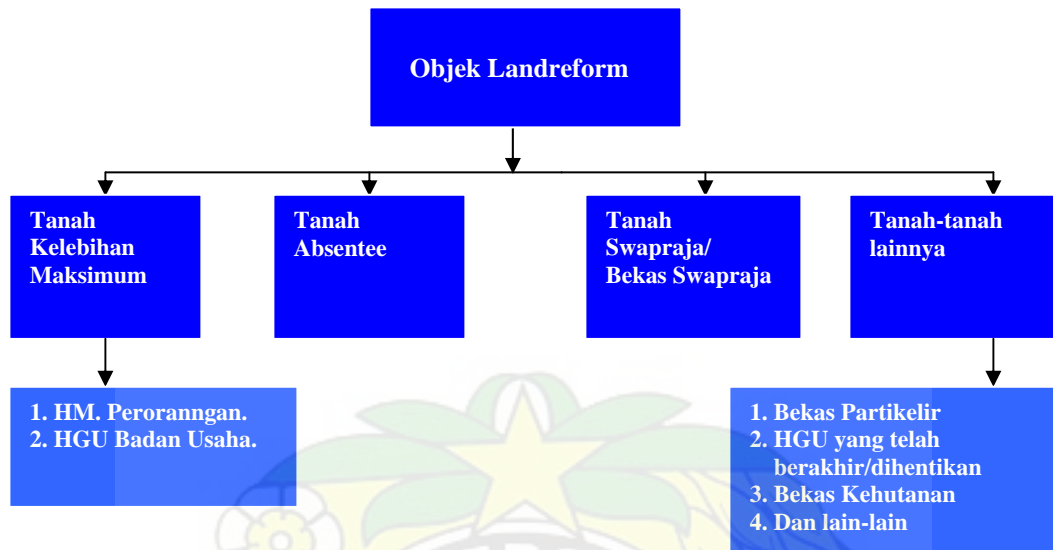 Objek Landreform
Tanah
Kelebihan
Maksimum
Tanah
Absentee
Tanah
Swapraja/
Bekas Swapraja
Tanah-tanah
lainnya
1. HM. Peroranngan.
2. HGU Badan Usaha.
1. Bekas Partikelir
2. HGU yang telah
berakhir/dihentikan
3. Bekas Kehutanan
4. Dan lain-lain